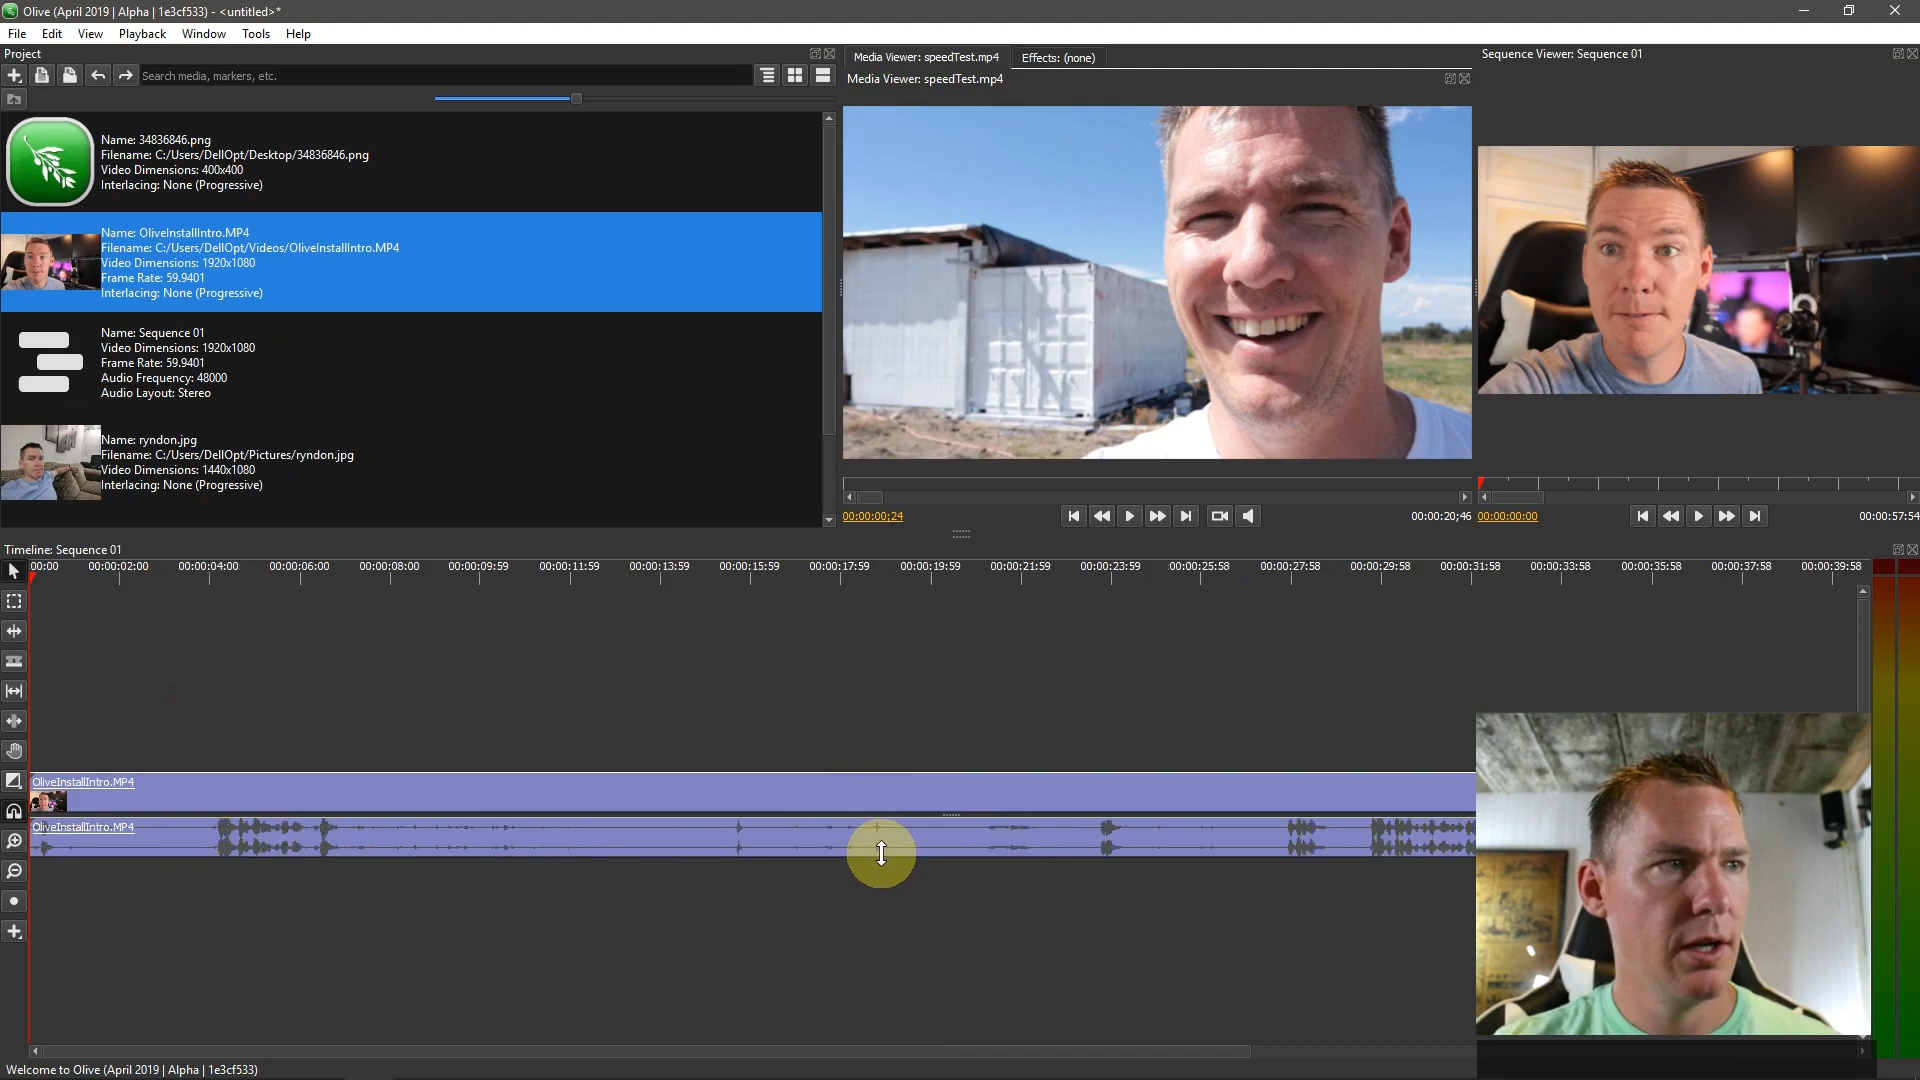 Olive (April 2019 | Alpha | 1e3cf533) - <untitled>*
File Edit View Playback Window Tools Help
Project
Search media, markers, etc.
Name: 34836846.png
Filename: C:/Users/DellOpt/Desktop/34836846.png
Video Dimensions: 400x400
Interlacing: None (Progressive)
Name: OliveInstallIntro.MP4
Filename: C:/Users/DellOpt/Videos/OliveInstallIntro.MP4
Video Dimensions: 1920x1080
Frame Rate: 59.9401
Interlacing: None (Progressive)
Name: Sequence 01
Video Dimensions: 1920x1080
Frame Rate: 59.9401
Audio Frequency: 48000
Audio Layout: Stereo
Name: ryndon.jpg
Filename: C:/Users/DellOpt/Pictures/ryndon.jpg
Video Dimensions: 1440x1080
Interlacing: None (Progressive)
Media Viewer: speedTest.mp4 Effects: (none)
Media Viewer: speedTest.mp4
00:00:00;24 00:00:20;46
Sequence Viewer: Sequence 01
00:00:00;00 00:00:57;54
Timeline: Sequence 01
00:00 00:00:02:00 00:00:04:00 00:00:06:00 00:00:08:00 00:00:09:59 00:00:11:59 00:00:13:59 00:00:15:59 00:00:17:59 00:00:19:59 00:00:21:59 00:00:23:59 00:00:25:58 00:00:27:58 00:00:29:58 00:00:31:58 00:00:33:58 00:00:35:58 00:00:37:58 00:00:39:58
OliveInstallIntro.MP4
OliveInstallIntro.MP4
Welcome to Olive (April 2019 | Alpha | 1e3cf533)